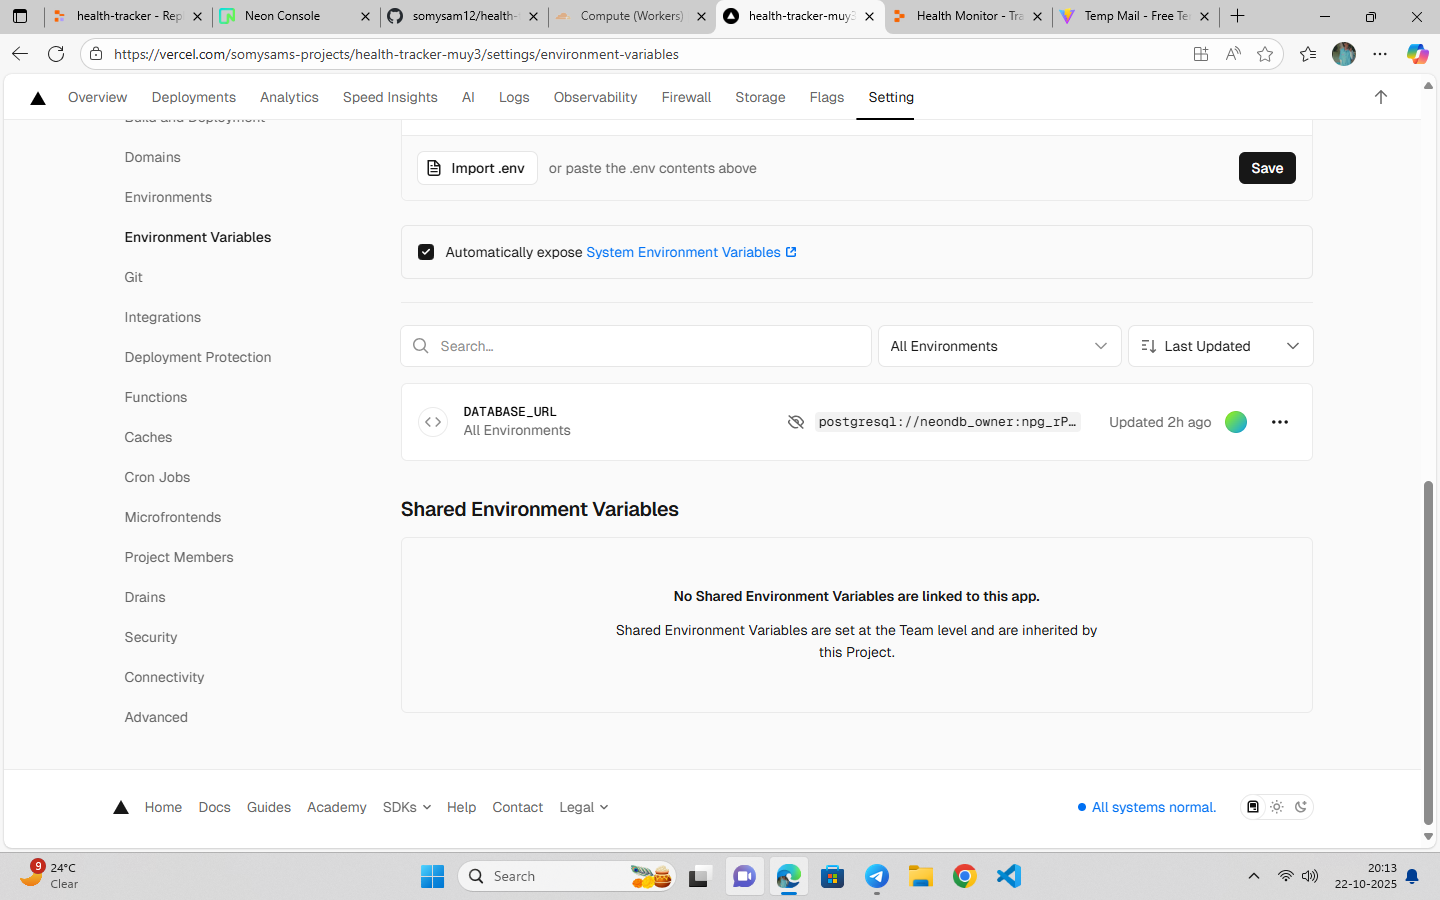 health-tracker - Rep
Neon Console
somysam12/health-
Compute (Workers)
health-tracker-muy3
Health Monitor - Tra
Temp Mail - Free Te
https://vercel.com/somysams-projects/health-tracker-muy3/settings/environment-variables
Overview
Deployments
Analytics
Speed Insights
AI
Logs
Observability
Firewall
Storage
Flags
Setting
Build and Deployment
Domains
Environments
Environment Variables
Git
Integrations
Deployment Protection
Functions
Caches
Cron Jobs
Microfrontends
Project Members
Drains
Security
Connectivity
Advanced
Import .env
or paste the .env contents above
Save
Automatically expose System Environment Variables
Search...
All Environments
Last Updated
DATABASE_URL
All Environments
postgresql://neondb_owner:npg_rP…
Updated 2h ago
Shared Environment Variables
No Shared Environment Variables are linked to this app.
Shared Environment Variables are set at the Team level and are inherited by
this Project.
Home
Docs
Guides
Academy
SDKs
Help
Contact
Legal
All systems normal.
9
24°C
Clear
Search
20:13
22-10-2025